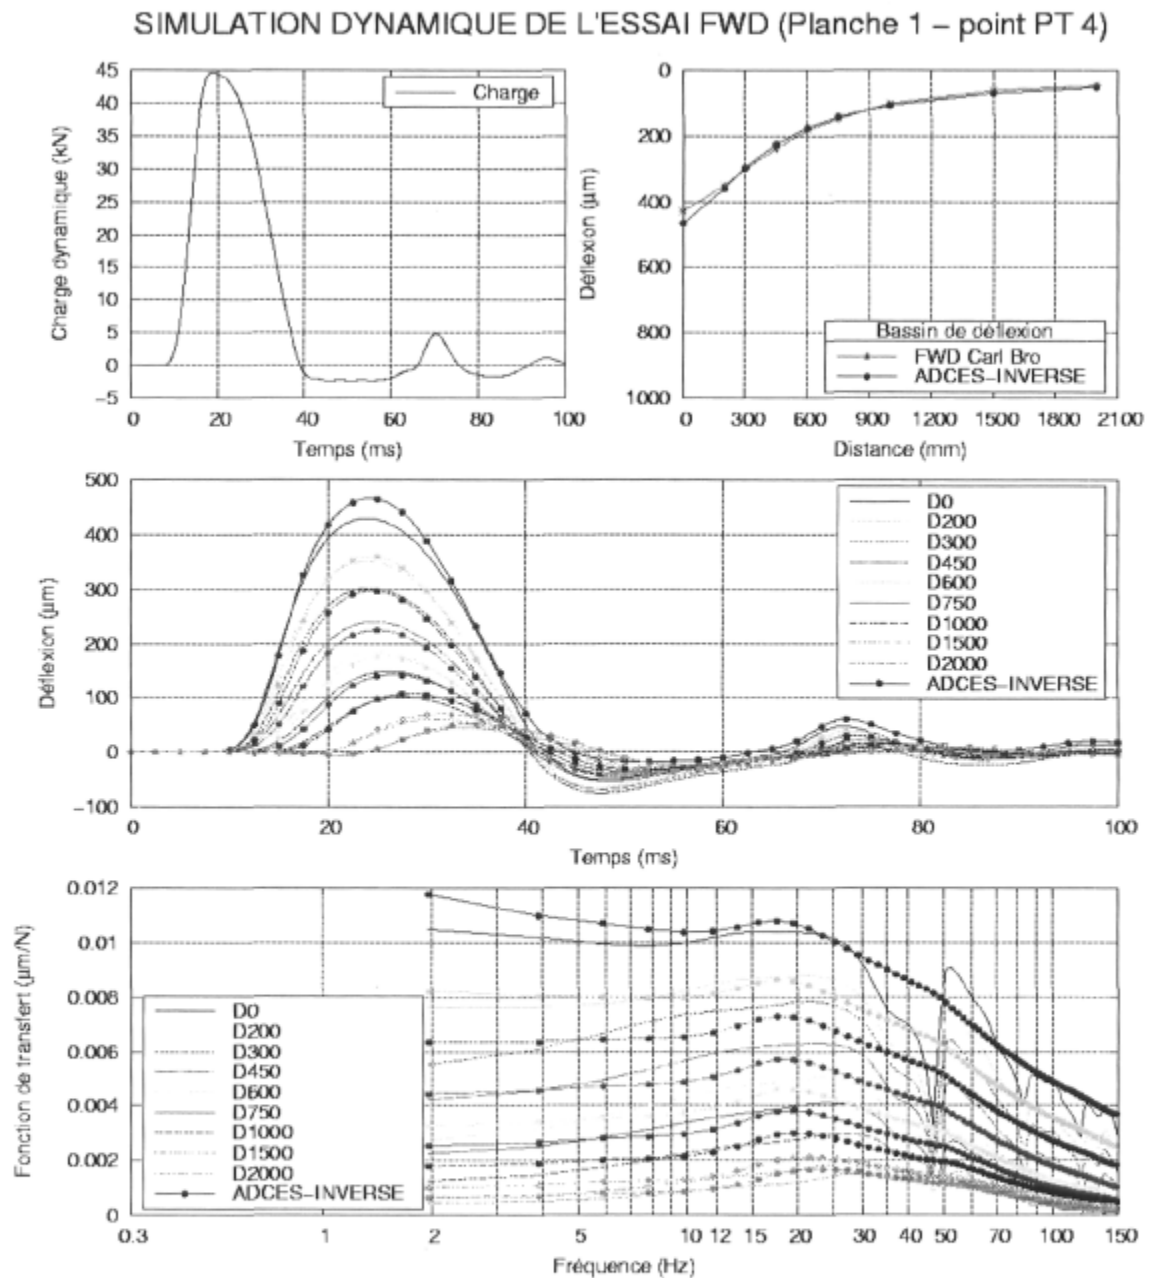 SIMULATION DYNAMIQUE DE L'ESSAI FWD (Planche 1 – point PT 4)
Charge dynamique (kN)
45
40
35
30
25
20
15
10
5
0
−5
Charge
0 20 40 60 80 100
Temps (ms)
Déflexion (µm)
0
200
400
600
800
1000
Bassin de déflexion
FWD Carl Bro
ADCES−INVERSE
0 300 600 900 1200 1500 1800 2100
Distance (mm)
Déflexion (µm)
500
400
300
200
100
0
−100
D0
D200
D300
D450
D600
D750
D1000
D1500
D2000
ADCES−INVERSE
0 20 40 60 80 100
Temps (ms)
Fonction de transfert (µm/N)
0.012
0.01
0.008
0.006
0.004
0.002
0
D0
D200
D300
D450
D600
D750
D1000
D1500
D2000
ADCES−INVERSE
0.3 1 2 5 10 12 15 20 30 40 50 70 100 150
Fréquence (Hz)